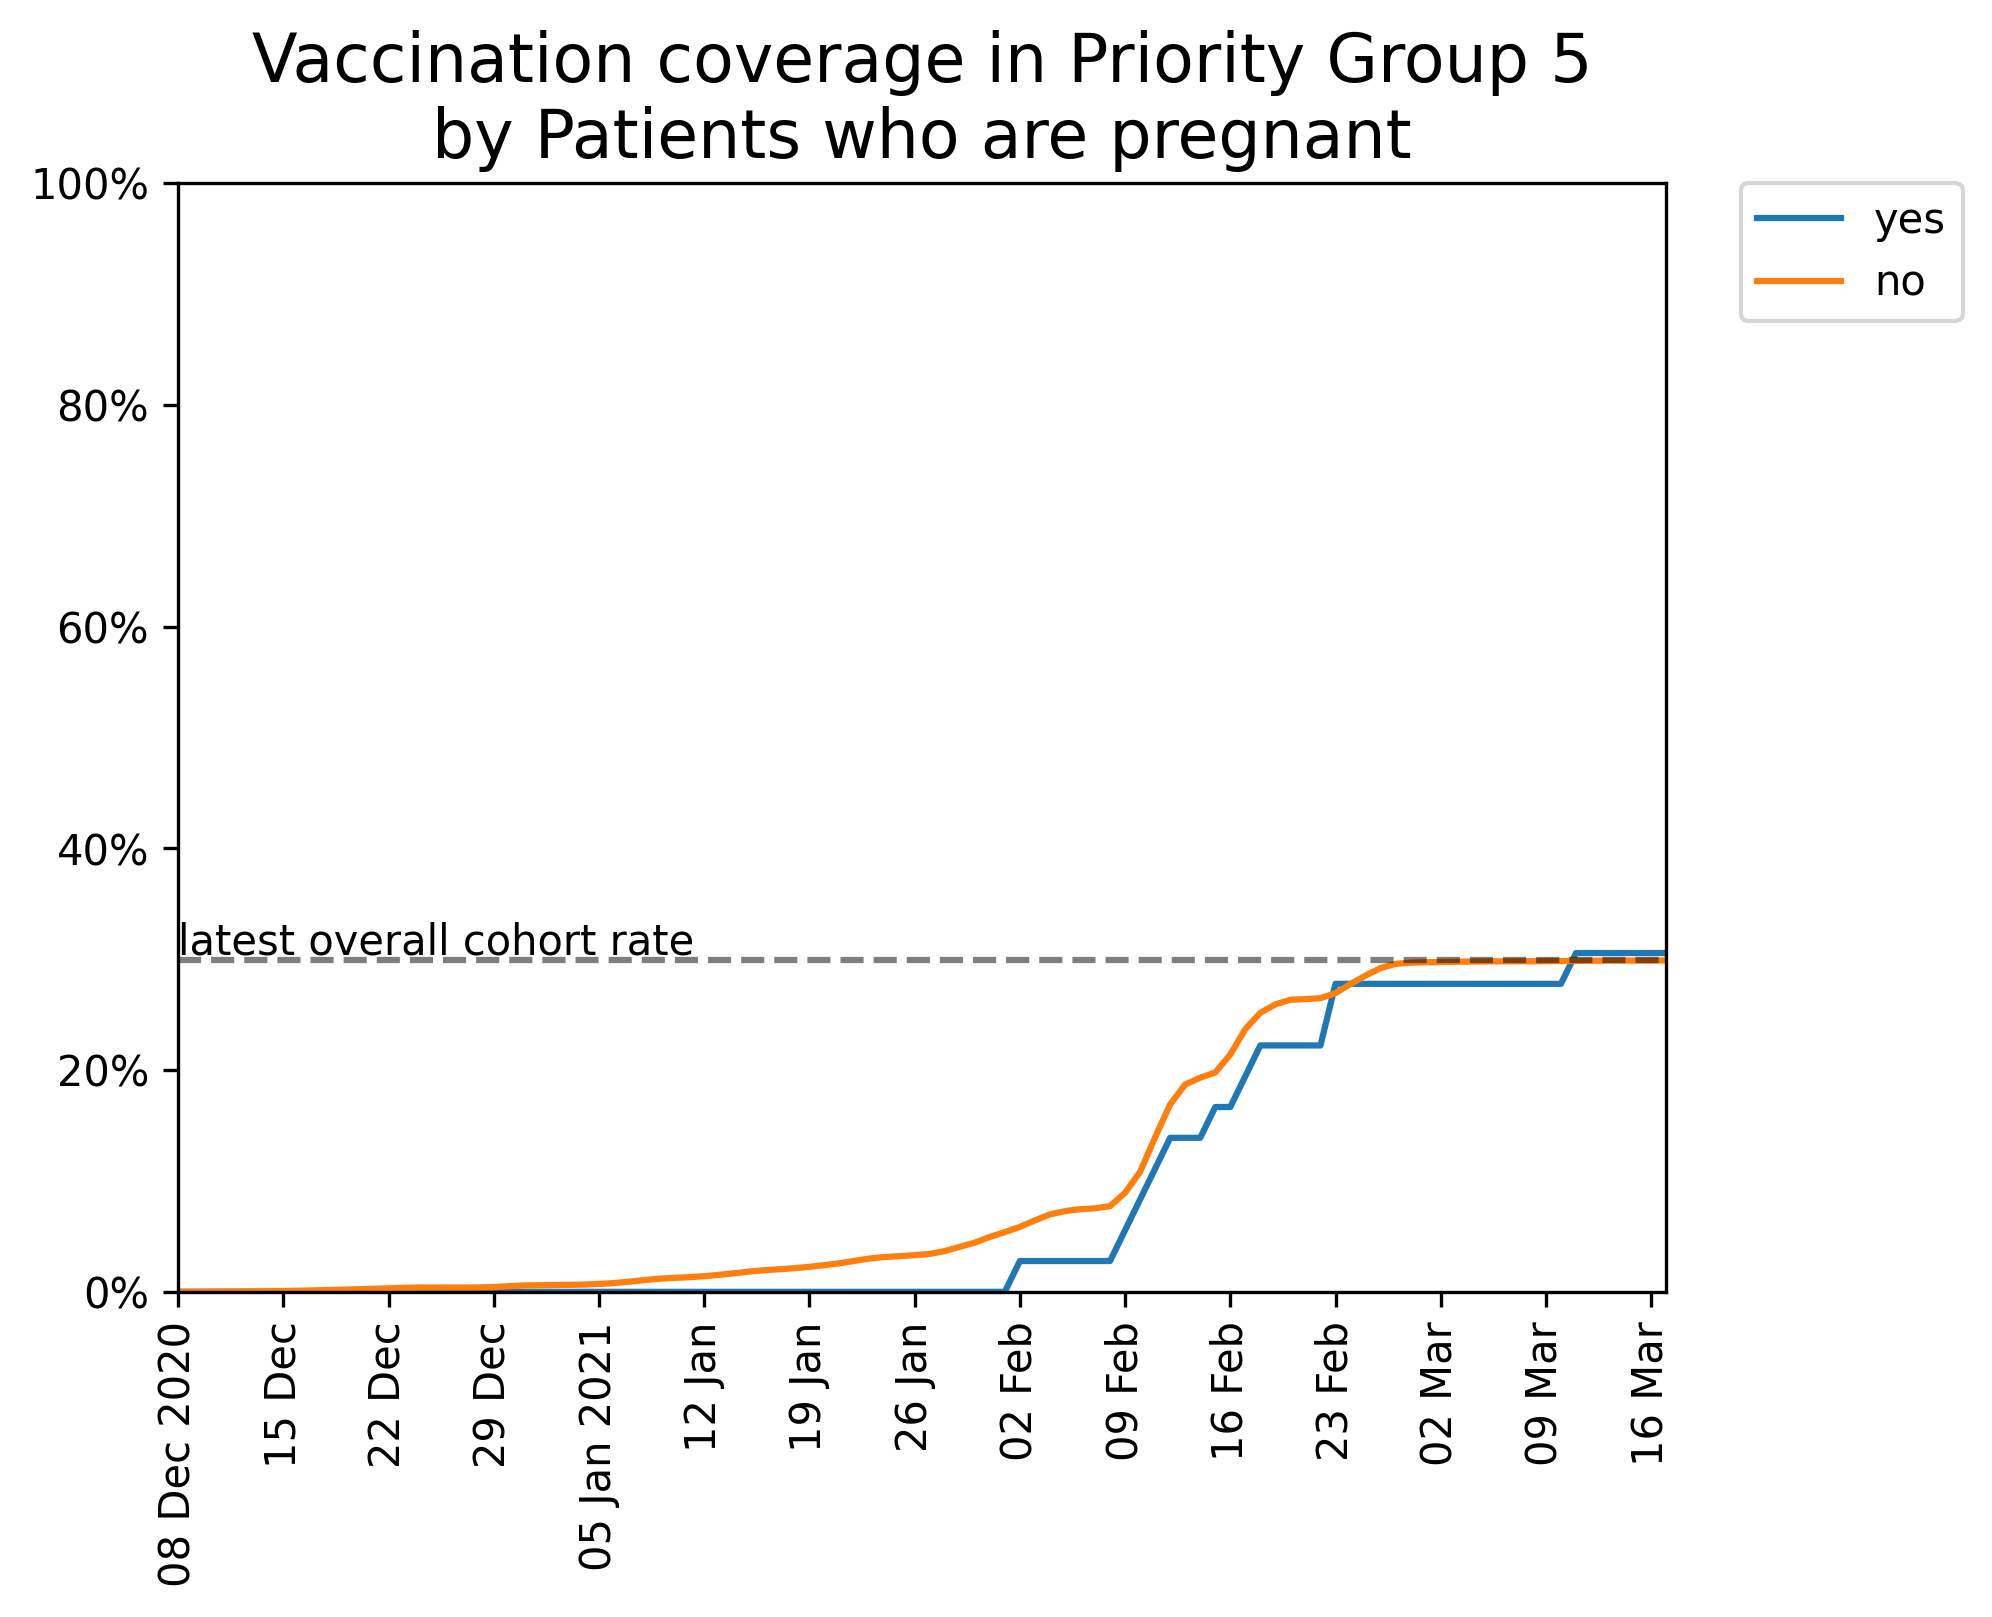 Vaccination coverage in Priority Group 5
by Patients who are pregnant
100%
80%
60%
40%
20%
0%
latest overall cohort rate
yes
no
08 Dec 2020
15 Dec
22 Dec
29 Dec
05 Jan 2021
12 Jan
19 Jan
26 Jan
02 Feb
09 Feb
16 Feb
23 Feb
02 Mar
09 Mar
16 Mar